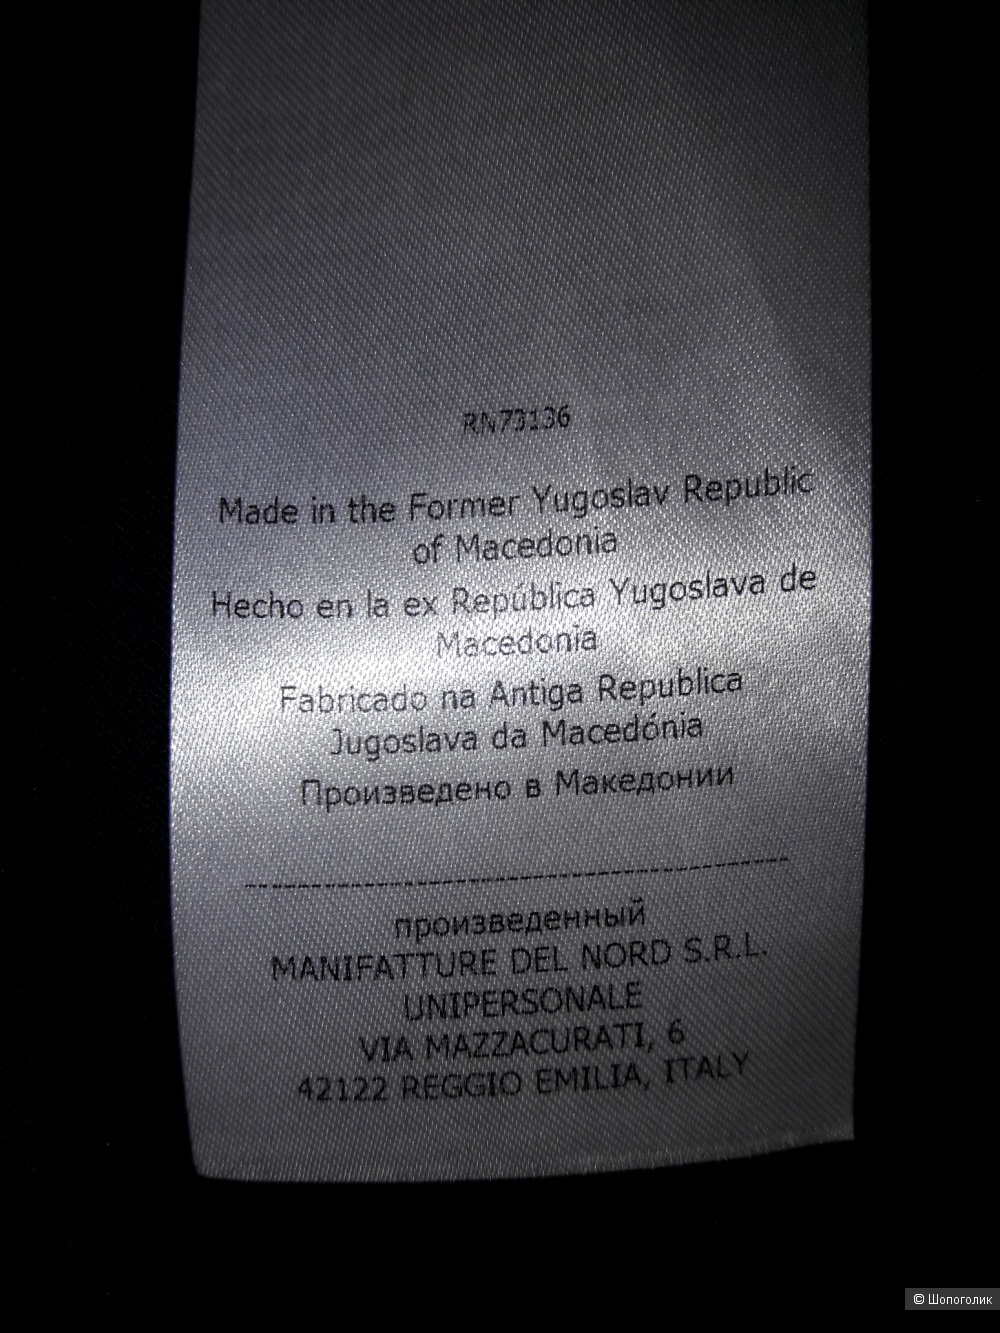 RN73136
Made in the Former Yugoslav Republic
of Macedonia
Hecho en la ex República Yugoslava de
Macedonia
Fabricado na Antiga Republica
Jugoslava da Macedónia
Произведено в Македонии
произведенный
MANIFATTURE DEL NORD S.R.L.
UNIPERSONALE
VIA MAZZACURATI, 6
42122 REGGIO EMILIA, ITALY
© Шопоголик